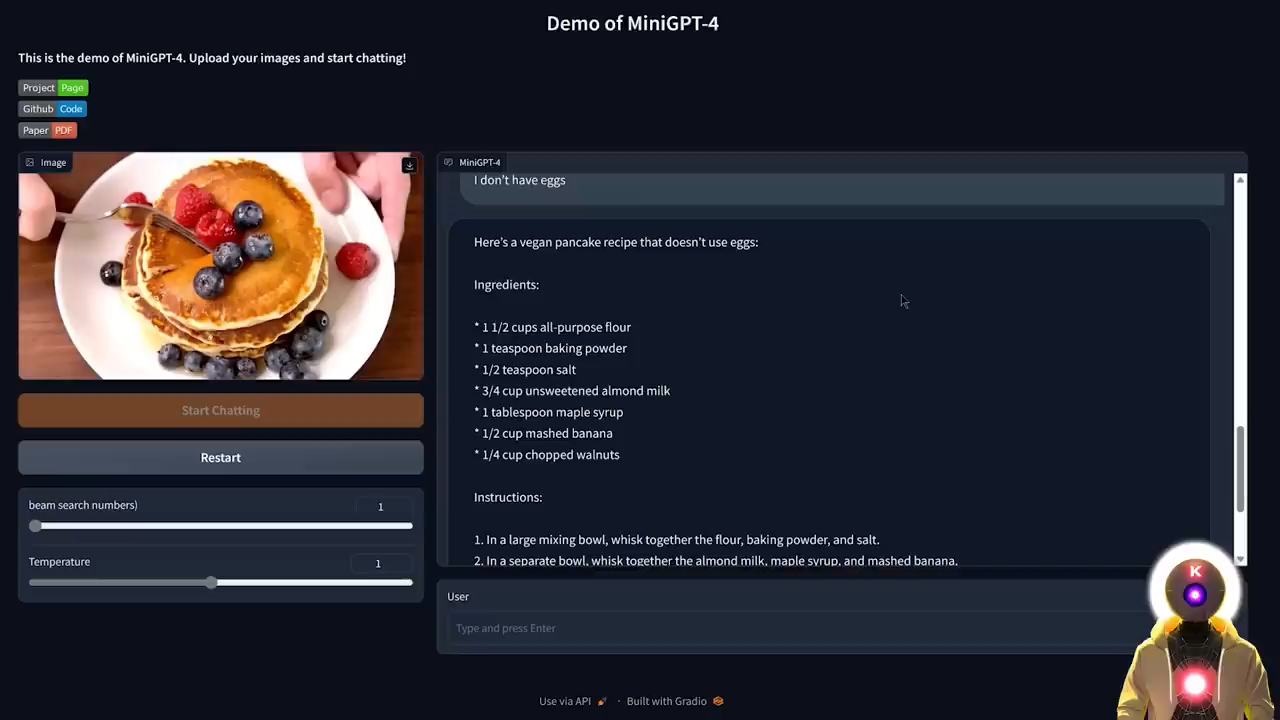 Demo of MiniGPT-4
This is the demo of MiniGPT-4. Upload your images and start chatting!
Project Page
Github Code
Paper PDF
Image
MiniGPT-4
I don't have eggs
Here's a vegan pancake recipe that doesn't use eggs:
Ingredients:
* 1 1/2 cups all-purpose flour
* 1 teaspoon baking powder
* 1/2 teaspoon salt
* 3/4 cup unsweetened almond milk
* 1 tablespoon maple syrup
* 1/2 cup mashed banana
* 1/4 cup chopped walnuts
Instructions:
1. In a large mixing bowl, whisk together the flour, baking powder, and salt.
2. In a separate bowl, whisk together the almond milk, maple syrup, and mashed banana.
Start Chatting
Restart
beam search numbers) 1
Temperature 1
User
Type and press Enter
K
Use via API · Built with Gradio